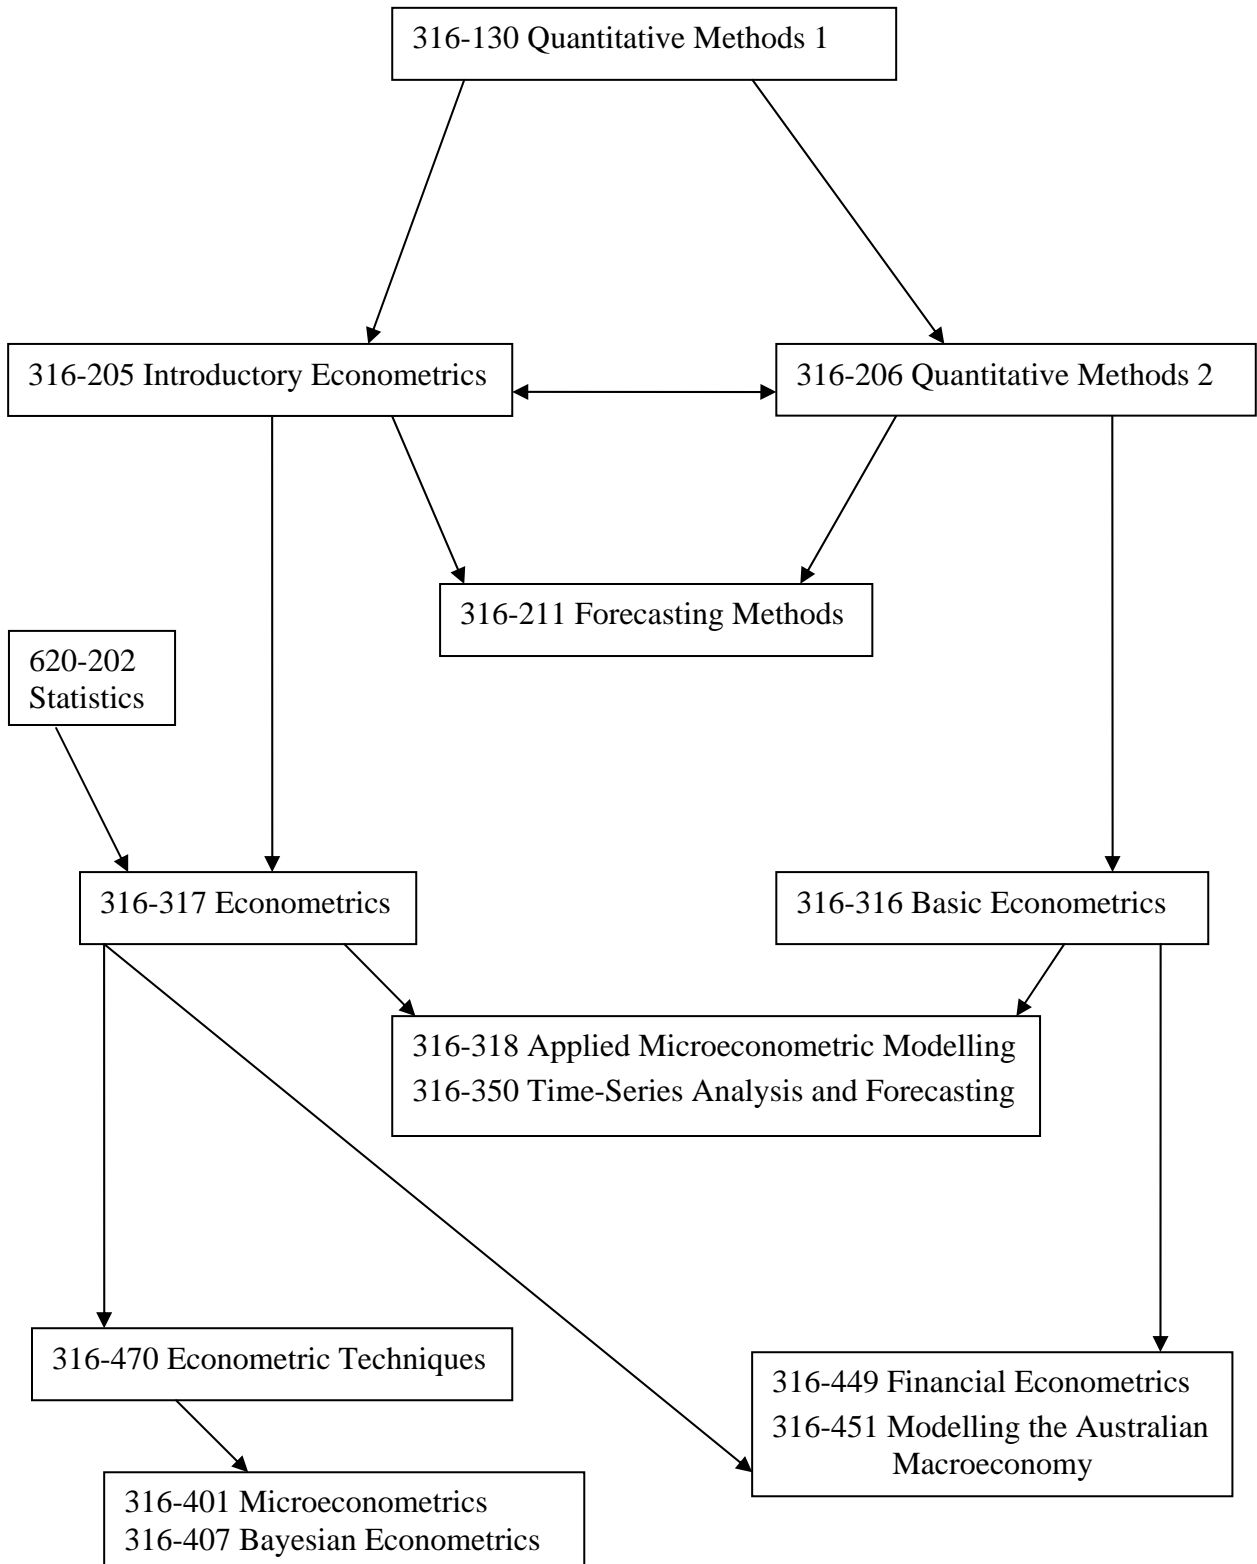 316-130 Quantitative Methods 1
316-205 Introductory Econometrics
316-206 Quantitative Methods 2
316-211 Forecasting Methods
620-202
Statistics
316-317 Econometrics
316-316 Basic Econometrics
316-318 Applied Microeconometric Modelling
316-350 Time-Series Analysis and Forecasting
316-470 Econometric Techniques
316-449 Financial Econometrics
316-451 Modelling the Australian
Macroeconomy
316-401 Microeconometrics
316-407 Bayesian Econometrics